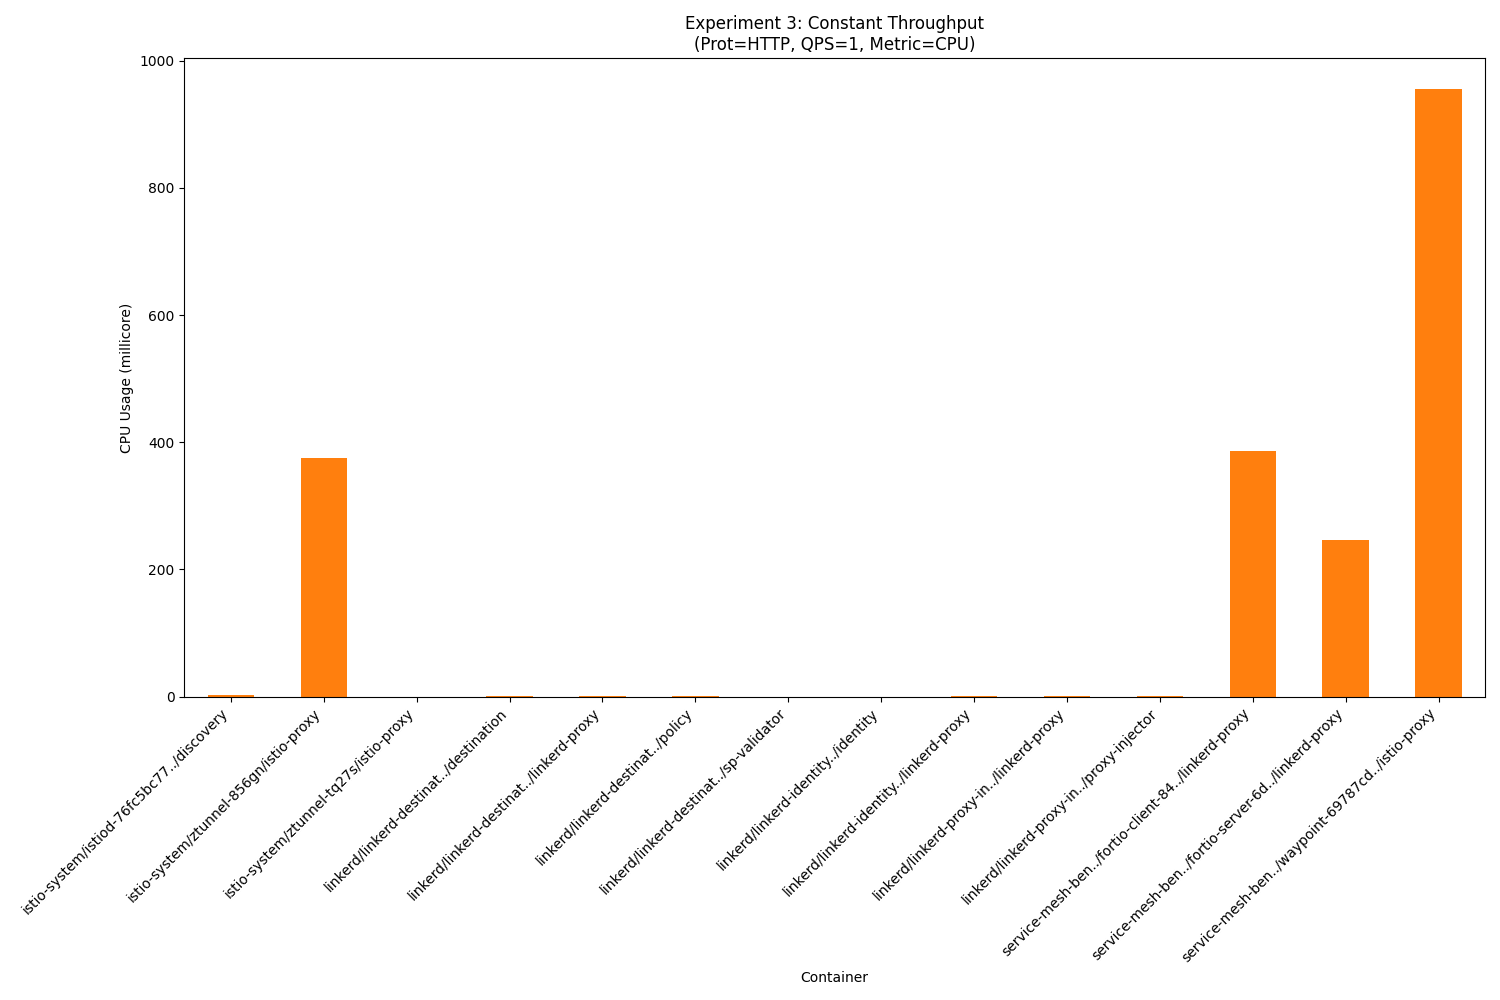 Experiment 3: Constant Throughput
(Prot=HTTP, QPS=1, Metric=CPU)
1000
800
600
400
200
0
CPU Usage (millicore)
istio-system/istiod-76fc5bc77../discovery
istio-system/ztunnel-856gn/istio-proxy
istio-system/ztunnel-tq27s/istio-proxy
linkerd/linkerd-destinat../destination
linkerd/linkerd-destinat../linkerd-proxy
linkerd/linkerd-destinat../policy
linkerd/linkerd-destinat../sp-validator
linkerd/linkerd-identity../identity
linkerd/linkerd-identity../linkerd-proxy
linkerd/linkerd-proxy-in../linkerd-proxy
linkerd/linkerd-proxy-in../proxy-injector
service-mesh-ben../fortio-client-84../linkerd-proxy
service-mesh-ben../fortio-server-6d../linkerd-proxy
service-mesh-ben../waypoint-69787cd../istio-proxy
Container